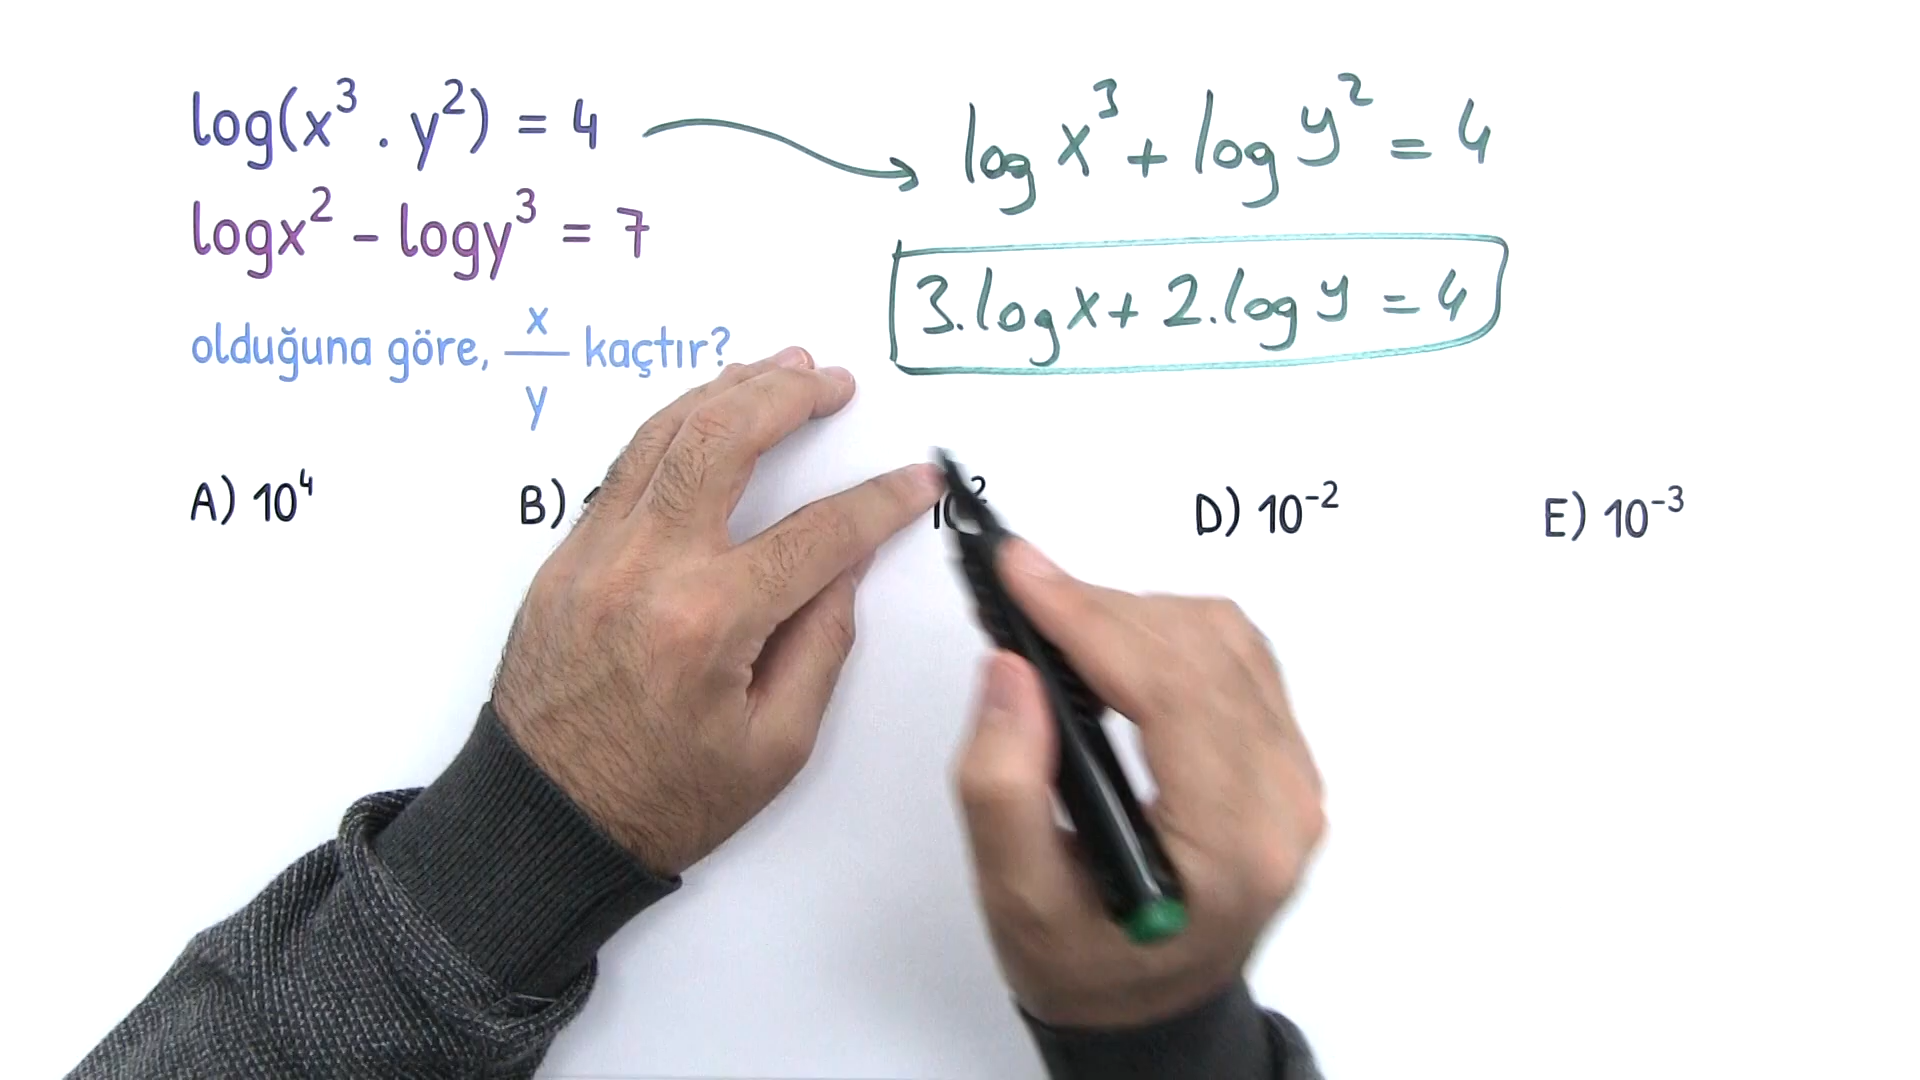 log(x³ . y²) = 4
logx² - logy³ = 7
olduğuna göre, x/y kaçtır?
A) 10⁴
B)
10²
D) 10⁻²
E) 10⁻³
log x³ + log y² = 4
3.log x + 2.log y = 4